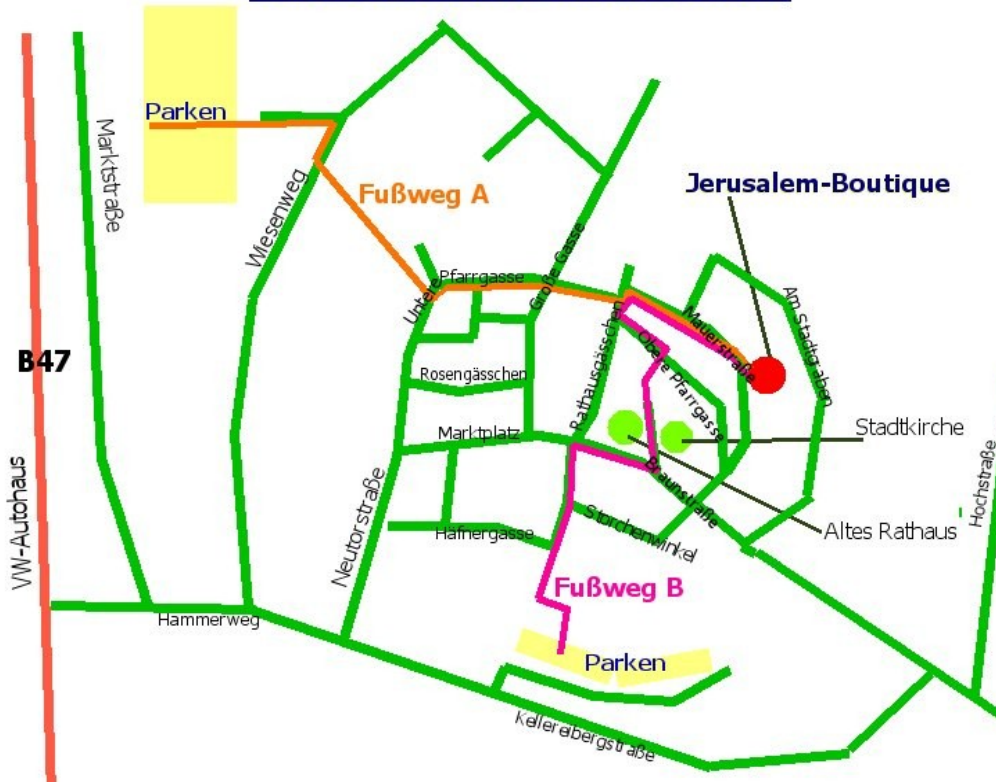 Parken
Marktstraße
Fußweg A
Jerusalem-Boutique
Wiesenweg
Große Gasse
Untere Pfarrgasse
Am Stadtgraben
Mauerstraße
Rathausgässchen
Obere Pfarrgasse
B47
Rosengässchen
Marktplatz
Stadtkirche
Braunstraße
Hochstraße
VW-Autohaus
Neutorstraße
Häfnergasse
Storchenwinkel
Altes Rathaus
Fußweg B
Hammerweg
Parken
Kellereibergstraße